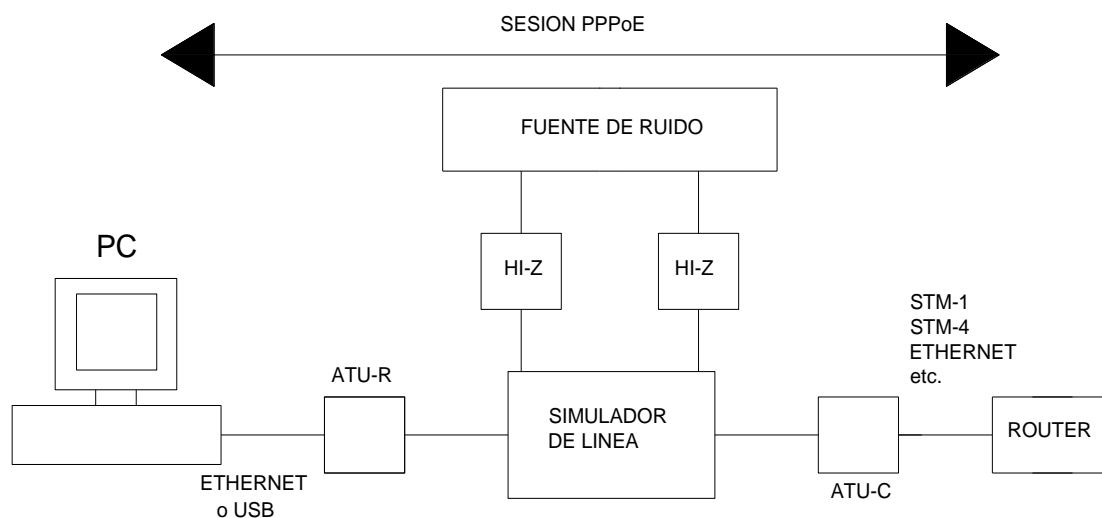 SESION PPPoE
FUENTE DE RUIDO
PC
HI-Z
HI-Z
STM-1
STM-4
ETHERNET
etc.
ATU-R
SIMULADOR
DE LINEA
ROUTER
ETHERNET
o USB
ATU-C